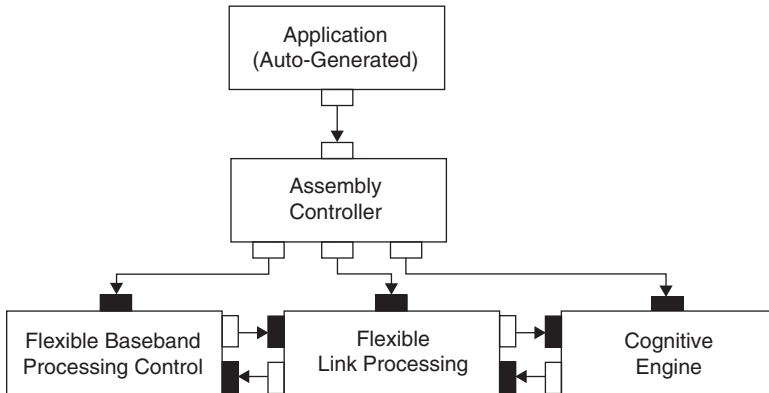 Application
(Auto-Generated)
Assembly
Controller
Flexible Baseband
Processing Control
Flexible
Link Processing
Cognitive
Engine